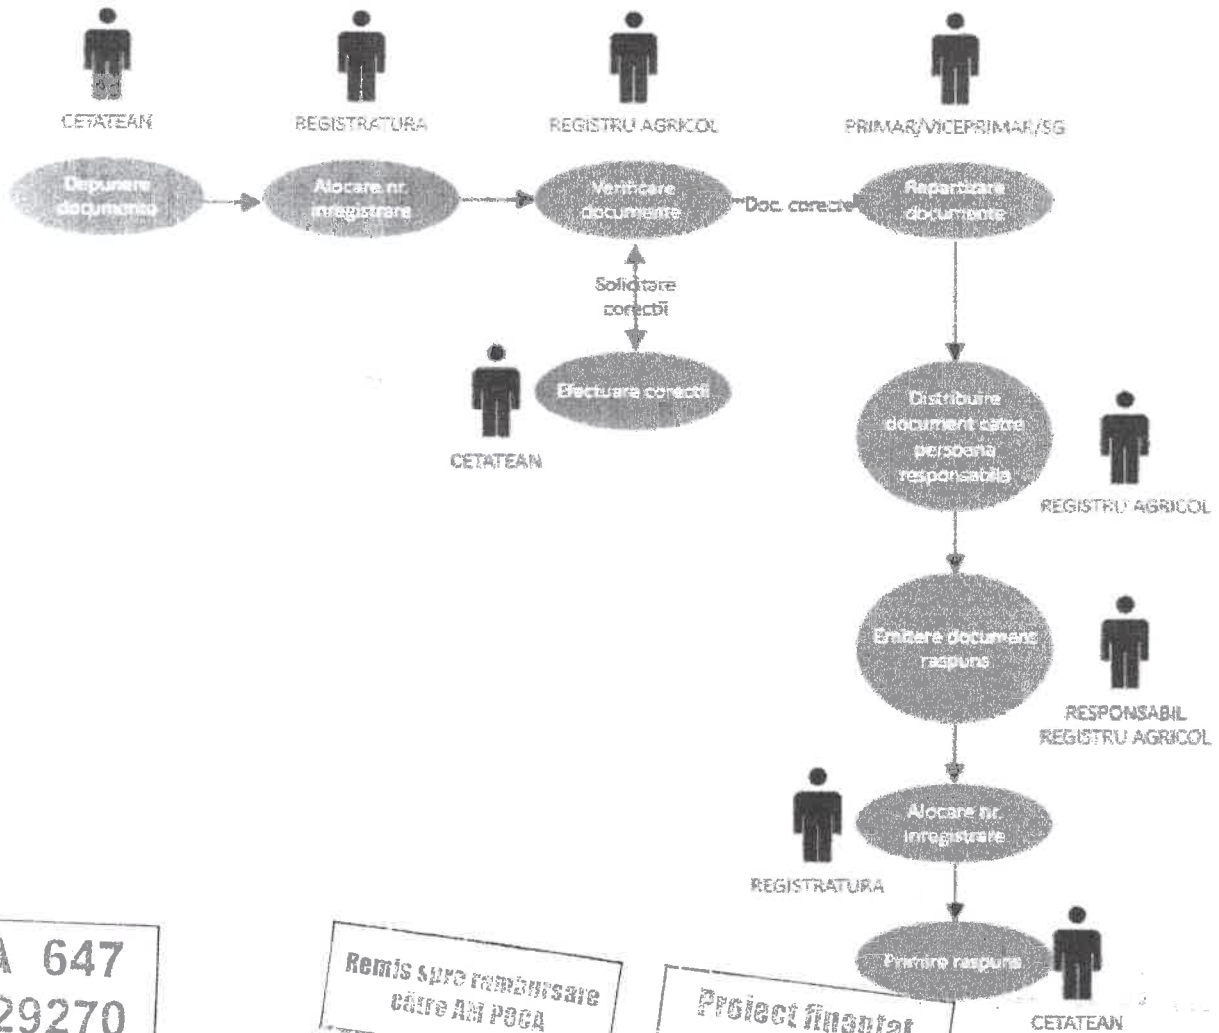 CETATEAN
REGISTRATURA
REGISTRU AGRICOL
PRIMAR/VICEPRIMAR/SG
Depunere
documente
Alocare nr.
inregistrare
Verificare
documente
Doc. corecte
Repartizare
documente
Solicitare
corectii
Efectuare corectii
CETATEAN
Distribuire
document catre
persoana
responsabila
REGISTRU AGRICOL
Emitere document
raspuns
RESPONSABIL
REGISTRU AGRICOL
Alocare nr.
inregistrare
REGISTRATURA
Primire raspuns
CETATEAN
A 647
29270
Remis spre rambursare
către AM POCA
Proiect finanțat